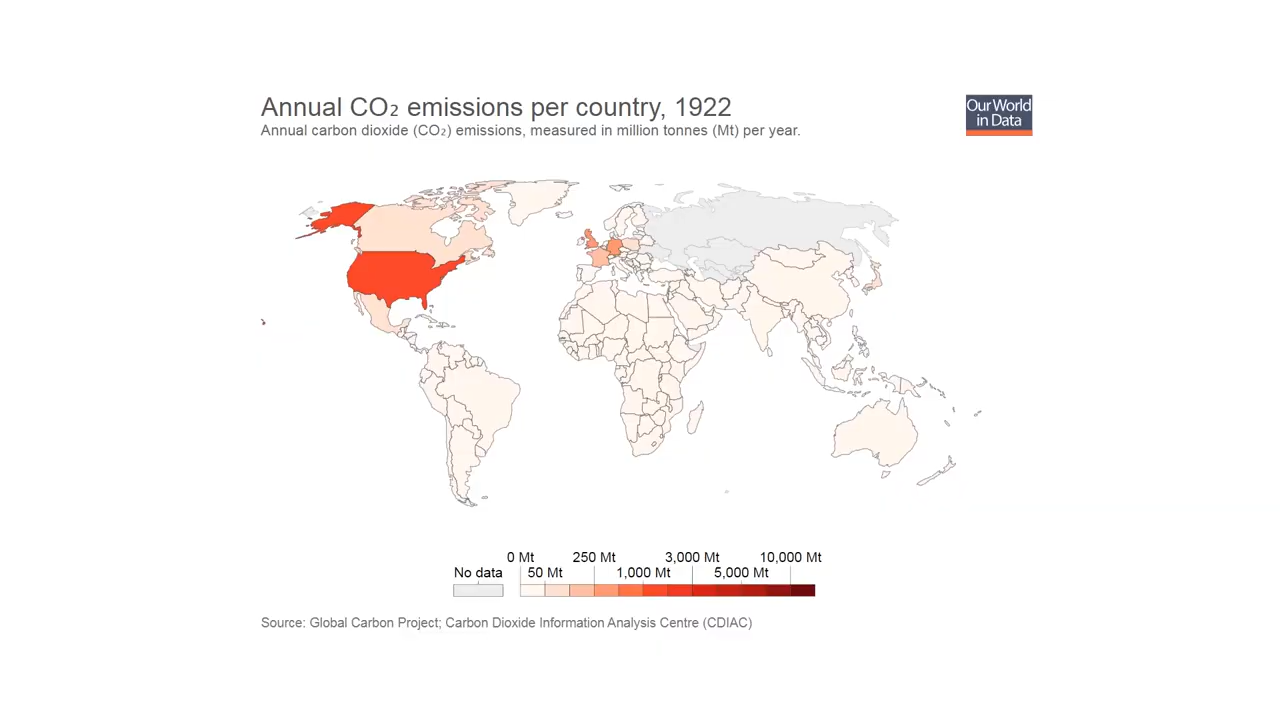 Annual CO₂ emissions per country, 1922
Annual carbon dioxide (CO₂) emissions, measured in million tonnes (Mt) per year.
Our World
in Data
0 Mt 250 Mt 3,000 Mt 10,000 Mt
No data 50 Mt 1,000 Mt 5,000 Mt
Source: Global Carbon Project; Carbon Dioxide Information Analysis Centre (CDIAC)